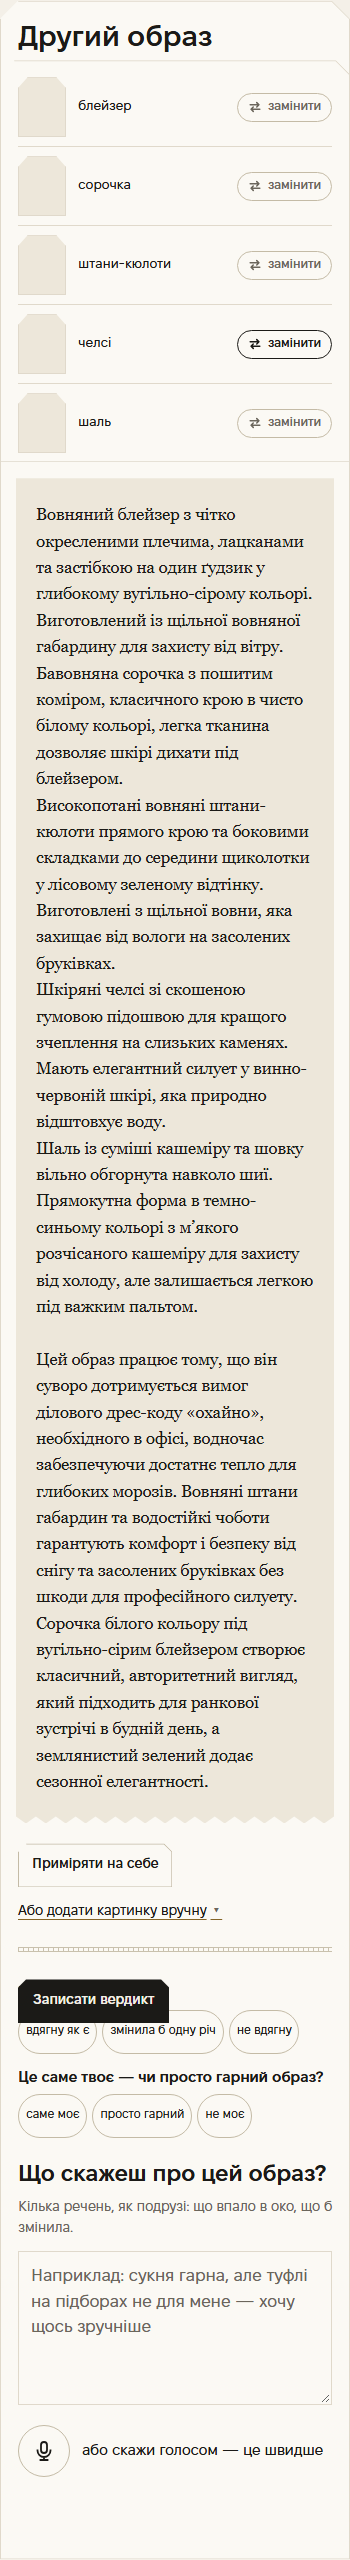 Другий образ
блейзер
замінити
сорочка
замінити
штани-кюлоти
замінити
челсі
замінити
шаль
замінити
Вовняний блейзер з чітко
окресленими плечима, лацканами
та застібкою на один ґудзик у
глибокому вугільно-сірому кольорі.
Виготовлений із щільної вовняної
габардину для захисту від вітру.
Бавовняна сорочка з пошитим
коміром, класичного крою в чисто
білому кольорі, легка тканина
дозволяє шкірі дихати під
блейзером.
Високопотані вовняні штани-
кюлоти прямого крою та боковими
складками до середини щиколотки
у лісовому зеленому відтінку.
Виготовлені з щільної вовни, яка
захищає від вологи на засолених
бруківках.
Шкіряні челсі зі скошеною
гумовою підошвою для кращого
зчеплення на слизьких каменях.
Мають елегантний силует у винно-
червоній шкірі, яка природно
відштовхує воду.
Шаль із суміші кашеміру та шовку
вільно обгорнута навколо шиї.
Прямокутна форма в темно-
синьому кольорі з м’якого
розчісаного кашеміру для захисту
від холоду, але залишається легкою
під важким пальтом.
Цей образ працює тому, що він
суворо дотримується вимог
ділового дрес-коду «охайно»,
необхідного в офісі, водночас
забезпечуючи достатнє тепло для
глибоких морозів. Вовняні штани
габардин та водостійкі чоботи
гарантують комфорт і безпеку від
снігу та засолених бруківках без
шкоди для професійного силуету.
Сорочка білого кольору під
вугільно-сірим блейзером створює
класичний, авторитетний вигляд,
який підходить для ранкової
зустрічі в будній день, а
землянистий зелений додає
сезонної елегантності.
Приміряти на себе
Або додати картинку вручну
Записати вердикт
вдягну як є
змінила б одну річ
не вдягну
Це саме твоє — чи просто гарний образ?
саме моє
просто гарний
не моє
Що скажеш про цей образ?
Кілька речень, як подрузі: що впало в око, що б
змінила.
Наприклад: сукня гарна, але туфлі
на підборах не для мене — хочу
щось зручніше
або скажи голосом — це швидше